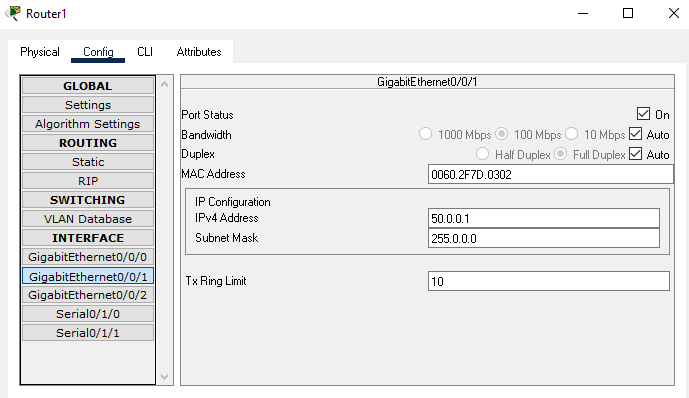 Router1
Physical Config CLI Attributes
GLOBAL
Settings
Algorithm Settings
ROUTING
Static
RIP
SWITCHING
VLAN Database
INTERFACE
GigabitEthernet0/0/0
GigabitEthernet0/0/1
GigabitEthernet0/0/2
Serial0/1/0
Serial0/1/1
GigabitEthernet0/0/1
Port Status On
Bandwidth 1000 Mbps 100 Mbps 10 Mbps Auto
Duplex Half Duplex Full Duplex Auto
MAC Address 0060.2F7D.0302
IP Configuration
IPv4 Address 50.0.0.1
Subnet Mask 255.0.0.0
Tx Ring Limit 10